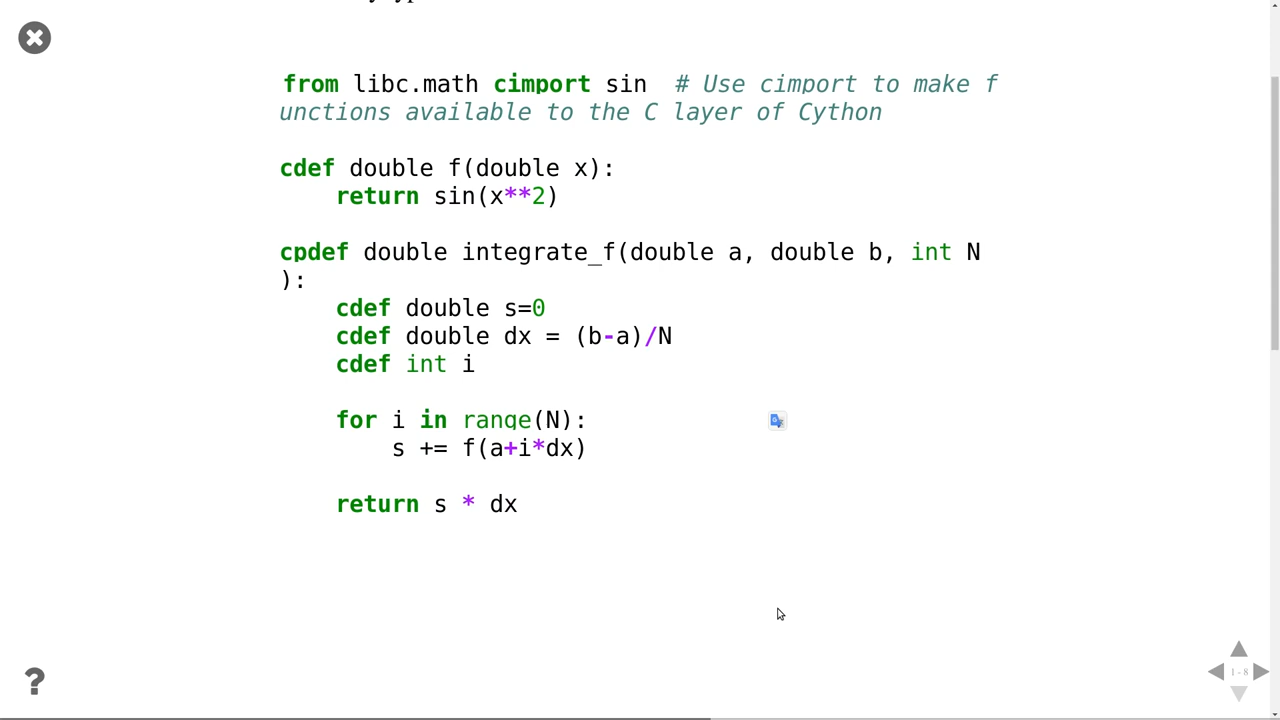 from libc.math cimport sin  # Use cimport to make f
unctions available to the C layer of Cython
cdef double f(double x):
    return sin(x**2)
cpdef double integrate_f(double a, double b, int N
):
    cdef double s=0
    cdef double dx = (b-a)/N
    cdef int i
    for i in range(N):
        s += f(a+i*dx)
    return s * dx
?
1 - 8